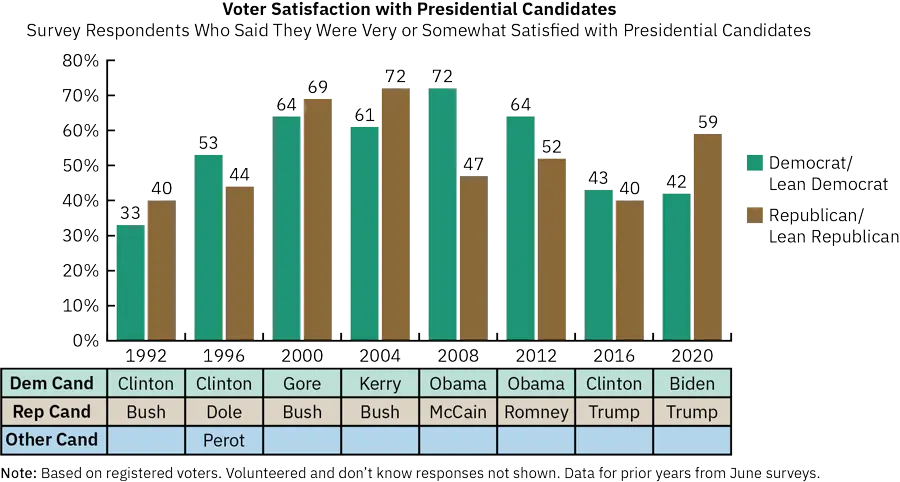 Voter Satisfaction with Presidential Candidates
Survey Respondents Who Said They Were Very or Somewhat Satisfied with Presidential Candidates
80%
70%
60%
50%
40%
30%
20%
10%
0%
33 40 53 44 64 69 61 72 72 47 64 52 43 40 42 59
Democrat/
Lean Democrat
Republican/
Lean Republican
1992 1996 2000 2004 2008 2012 2016 2020
Dem Cand Clinton Clinton Gore Kerry Obama Obama Clinton Biden
Rep Cand Bush Dole Bush Bush McCain Romney Trump Trump
Other Cand Perot
Note: Based on registered voters. Volunteered and don’t know responses not shown. Data for prior years from June surveys.